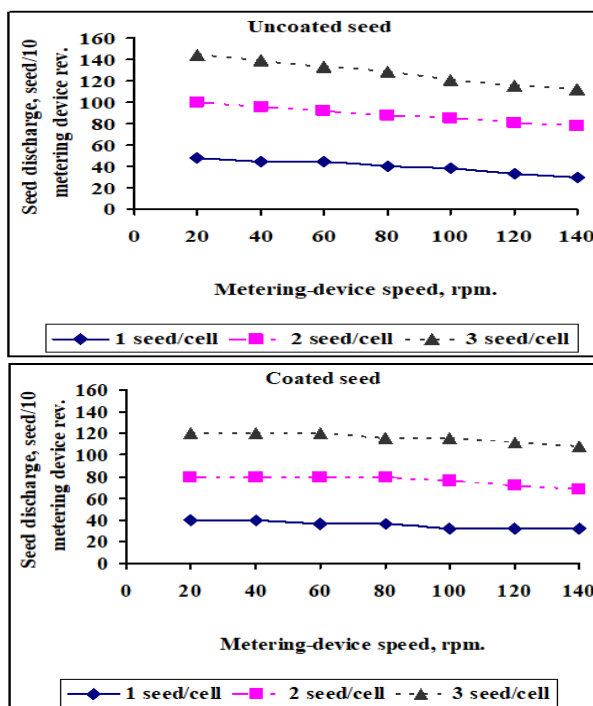 Uncoated seed
Seed discharge, seed/10
metering device rev.
160
140
120
100
80
60
40
20
0
0 20 40 60 80 100 120 140
Metering-device speed, rpm.
1 seed/cell 2 seed/cell 3 seed/cell
Coated seed
Seed discharge, seed/10
metering device rev.
160
140
120
100
80
60
40
20
0
0 20 40 60 80 100 120 140
Metering-device speed, rpm.
1 seed/cell 2 seed/cell 3 seed/cell